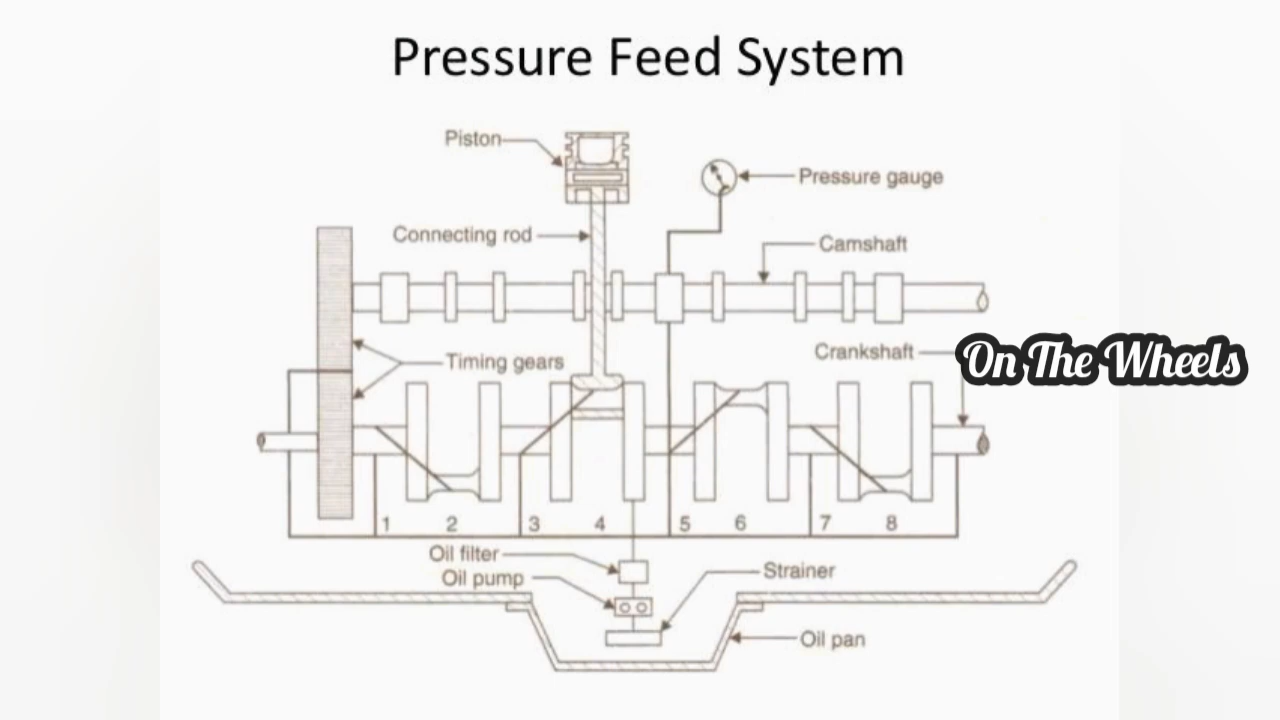 Pressure Feed System
Piston
Pressure gauge
Connecting rod
Camshaft
Crankshaft
On The Wheels
Timing gears
1 2 3 4 5 6 7 8
Oil filter
Oil pump
Strainer
Oil pan